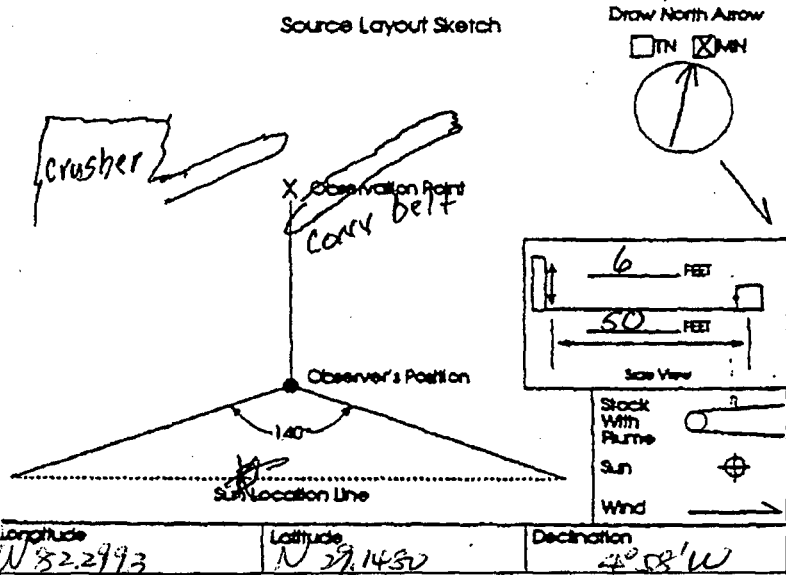 Source Layout Sketch
Draw North Arrow
TN X MN
crusher
X Observation Point
conv belt
6 FEET
50 FEET
Side View
Observer's Position
140°
Sun Location Line
Stack
With
Plume
Sun
Wind
Longitude
N 82.2993
Latitude
N 29.1450
Declination
4° 58' W